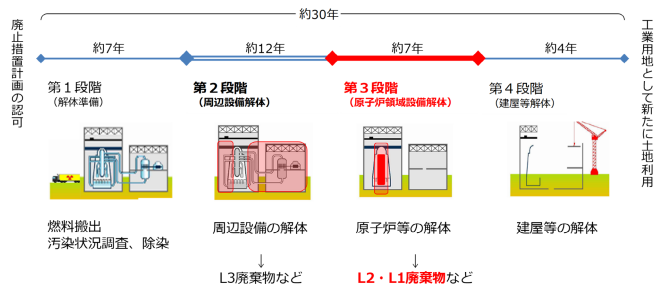 約30年
廃止措置計画の認可
約7年
約12年
約7年
約4年
工業用地として新たに土地利用
第1段階
（解体準備）
第2段階
（周辺設備解体）
第3段階
（原子炉領域設備解体）
第4段階
（建屋等解体）
燃料搬出
汚染状況調査、除染
周辺設備の解体
原子炉等の解体
建屋等の解体
↓
↓
L3廃棄物など
L2・L1廃棄物など